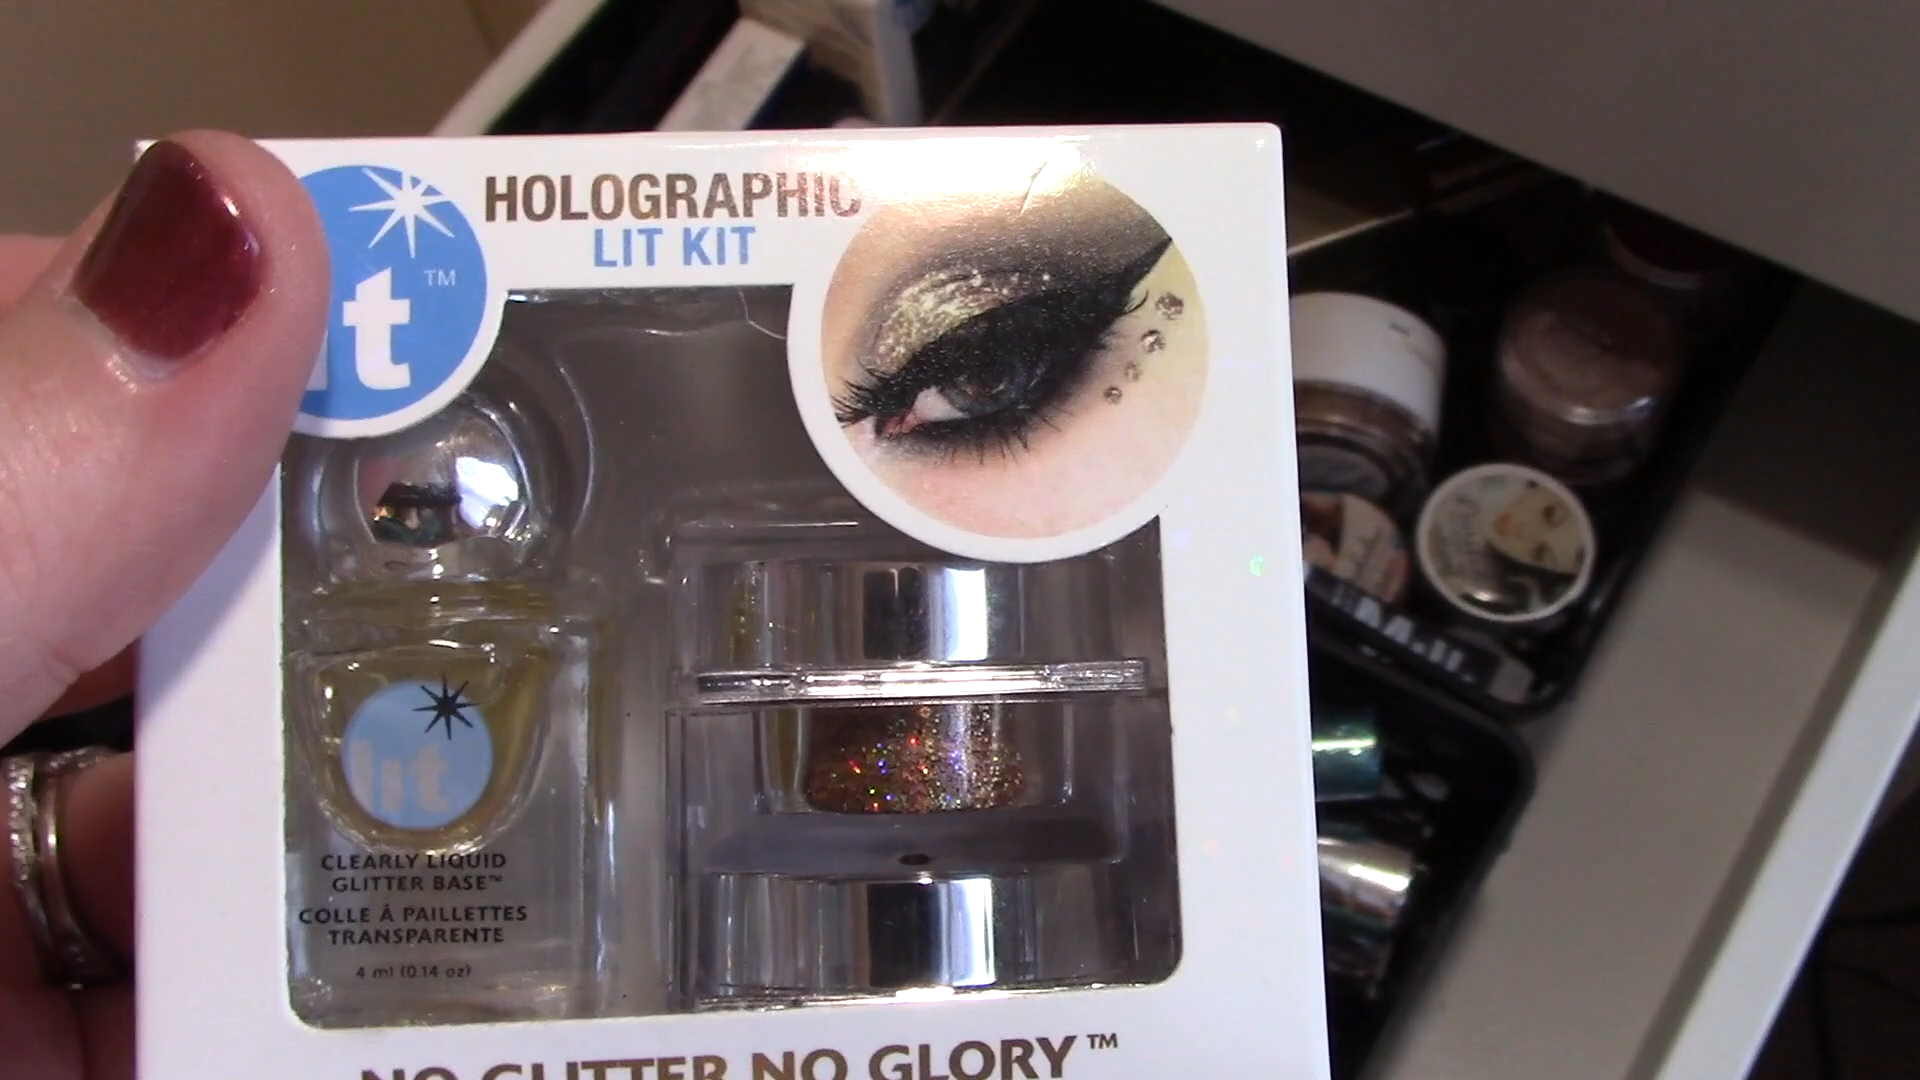 HOLOGRAPHIC
LIT KIT
lit™
lit
CLEARLY LIQUID
GLITTER BASE™
COLLE À PAILLETTES
TRANSPARENTE
4 ml (0.14 oz)
NO GLITTER NO GLORY™